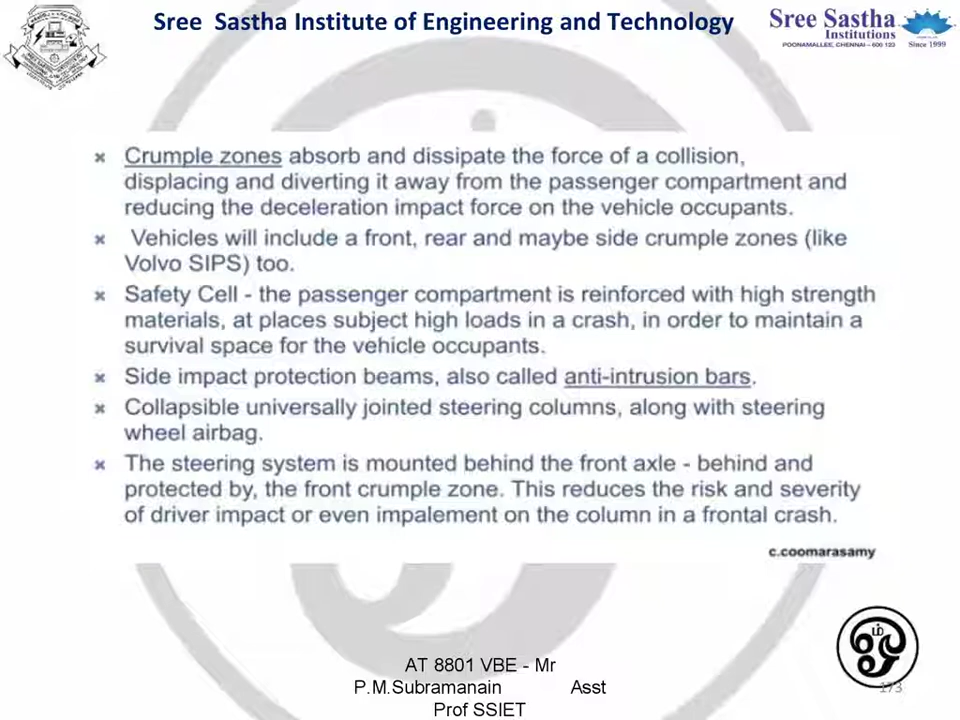 Sree Sastha Institute of Engineering and Technology
Sree Sastha
Institutions
POONAMALLEE, CHENNAI – 600 123
Since 1999
Crumple zones absorb and dissipate the force of a collision,
displacing and diverting it away from the passenger compartment and
reducing the deceleration impact force on the vehicle occupants.
Vehicles will include a front, rear and maybe side crumple zones (like
Volvo SIPS) too.
Safety Cell - the passenger compartment is reinforced with high strength
materials, at places subject high loads in a crash, in order to maintain a
survival space for the vehicle occupants.
Side impact protection beams, also called anti-intrusion bars.
Collapsible universally jointed steering columns, along with steering
wheel airbag.
The steering system is mounted behind the front axle - behind and
protected by, the front crumple zone. This reduces the risk and severity
of driver impact or even impalement on the column in a frontal crash.
c.coomarasamy
AT 8801 VBE - Mr
P.M.Subramanain Asst
Prof SSIET
173